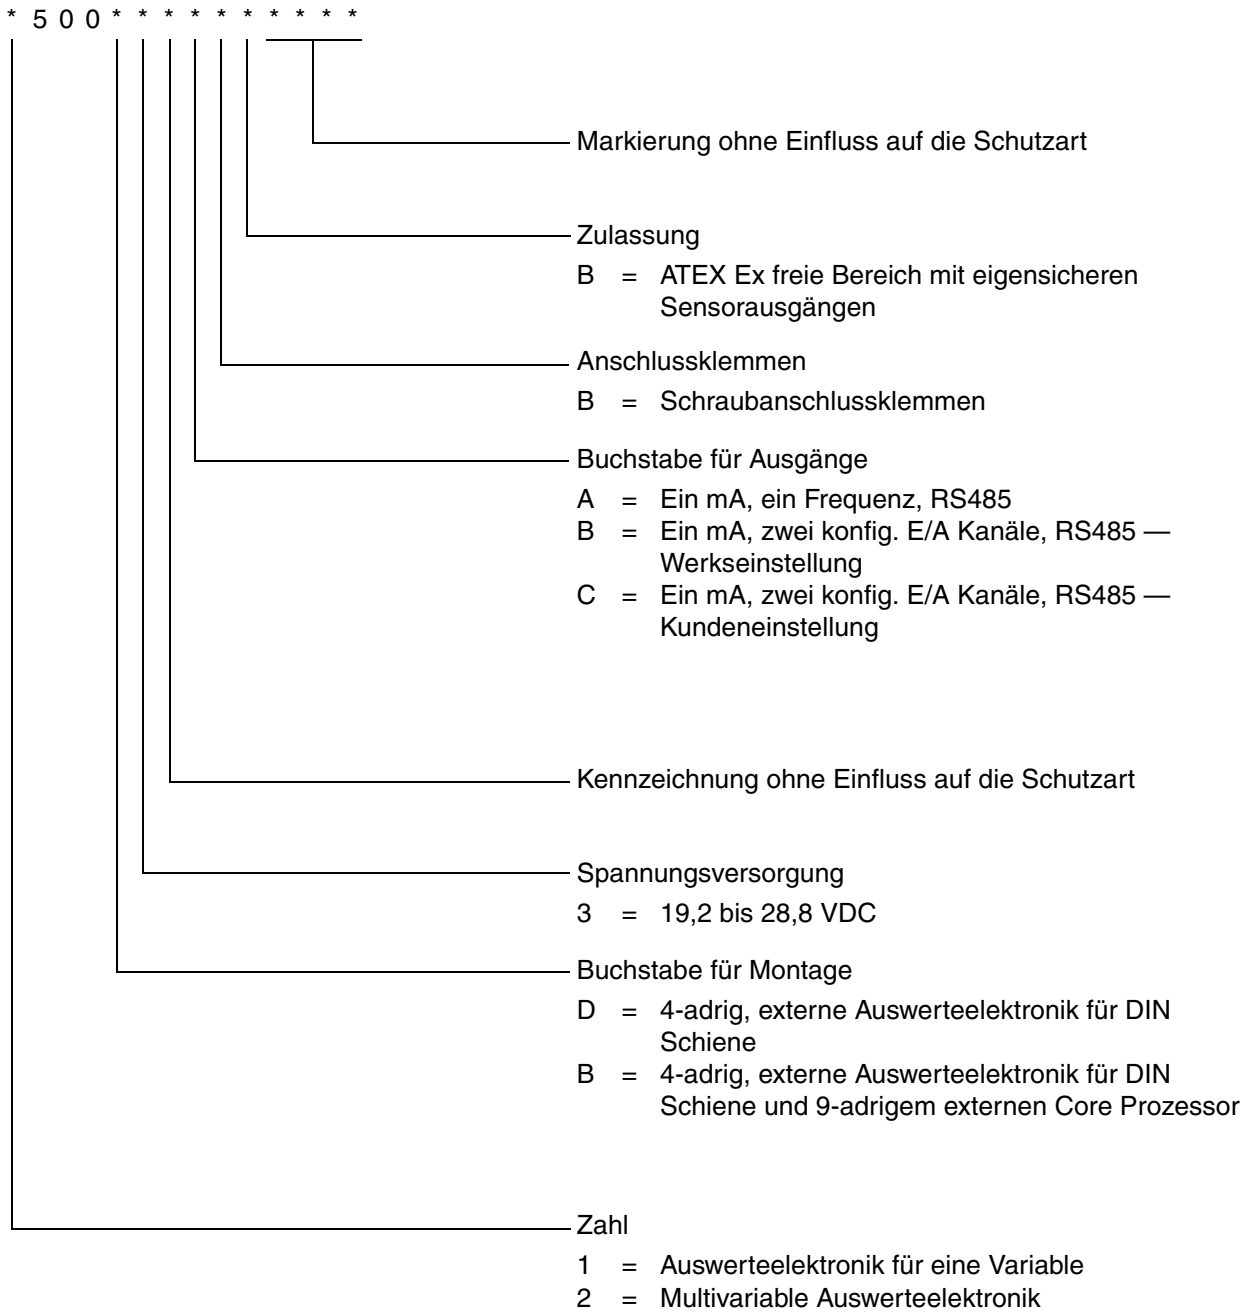 * 5 0 0 * * * * * * * * * *
Markierung ohne Einfluss auf die Schutzart
Zulassung
B = ATEX Ex freie Bereich mit eigensicheren
Sensorausgängen
Anschlussklemmen
B = Schraubanschlussklemmen
Buchstabe für Ausgänge
A = Ein mA, ein Frequenz, RS485
B = Ein mA, zwei konfig. E/A Kanäle, RS485 —
Werkseinstellung
C = Ein mA, zwei konfig. E/A Kanäle, RS485 —
Kundeneinstellung
Kennzeichnung ohne Einfluss auf die Schutzart
Spannungsversorgung
3 = 19,2 bis 28,8 VDC
Buchstabe für Montage
D = 4-adrig, externe Auswerteelektronik für DIN
Schiene
B = 4-adrig, externe Auswerteelektronik für DIN
Schiene und 9-adrigem externen Core Prozessor
Zahl
1 = Auswerteelektronik für eine Variable
2 = Multivariable Auswerteelektronik